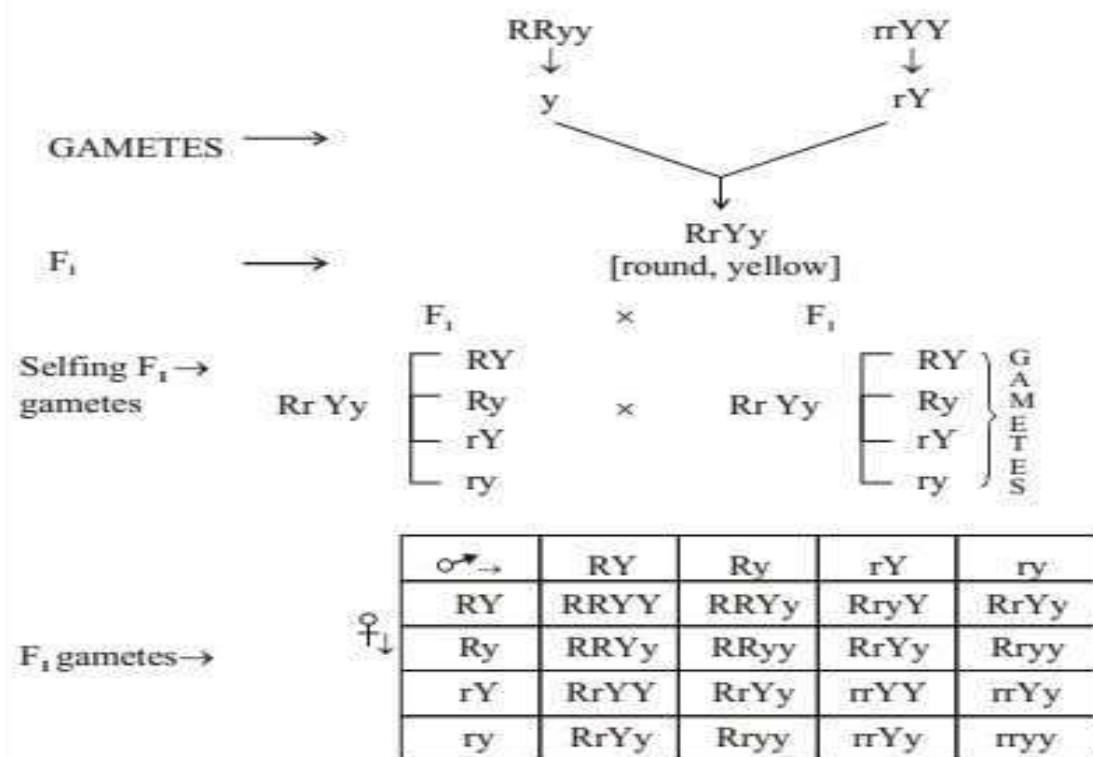 RRyy rrYY
↓ ↓
y rY
GAMETES →
RrYy
F₁ → [round, yellow]
F₁ × F₁
Selfing F₁→
gametes
Rr Yy RY Ry rY ry × Rr Yy RY Ry rY ry GAMETES
♂→ RY Ry rY ry
♀↓
RY RRYY RRYy RryY RrYy
F₁ gametes→
Ry RRYy RRyy RrYy Rryy
rY RrYY RrYy rrYY rrYy
ry RrYy Rryy rrYy rryy